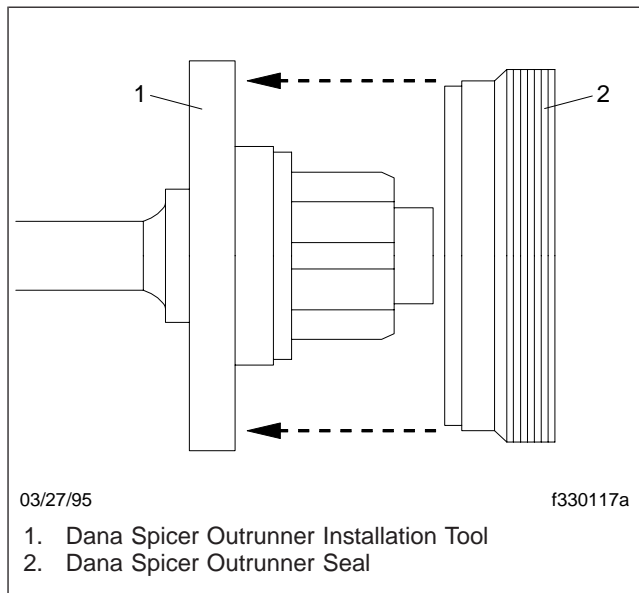 1
2
03/27/95
f330117a
1. Dana Spicer Outrunner Installation Tool
2. Dana Spicer Outrunner Seal